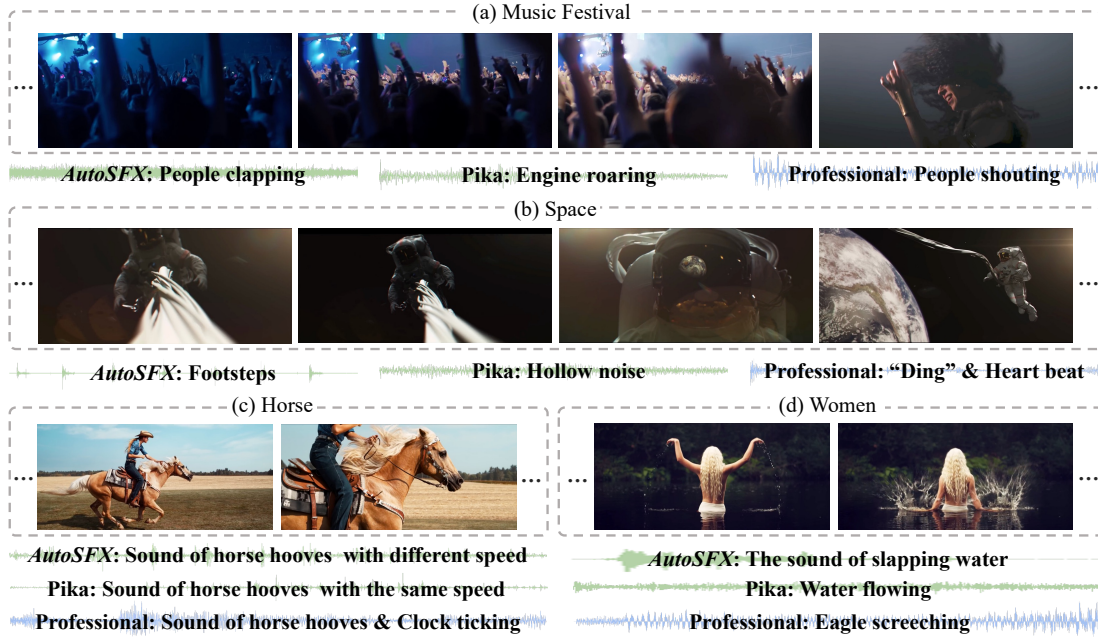 (a) Music Festival
... ...
AutoSFX: People clapping Pika: Engine roaring Professional: People shouting
(b) Space
... ...
AutoSFX: Footsteps Pika: Hollow noise Professional: “Ding” & Heart beat
(c) Horse
... ...
AutoSFX: Sound of horse hooves with different speed
Pika: Sound of horse hooves with the same speed
Professional: Sound of horse hooves & Clock ticking
(d) Women
... ...
AutoSFX: The sound of slapping water
Pika: Water flowing
Professional: Eagle screeching